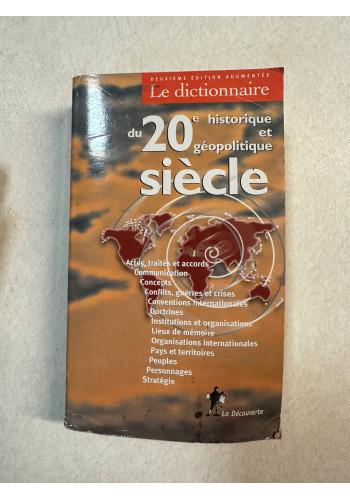 DEUXIÈME ÉDITION AUGMENTÉE
Le dictionnaire
du 20e historique et géopolitique
siècle
Actes, traités et accords
Communication
Concepts
Conflits, guerres et crises
Conventions internationales
Doctrines
Institutions et organisations
Lieux de mémoire
Organisations internationales
Pays et territoires
Peuples
Personnages
Stratégie
La Découverte